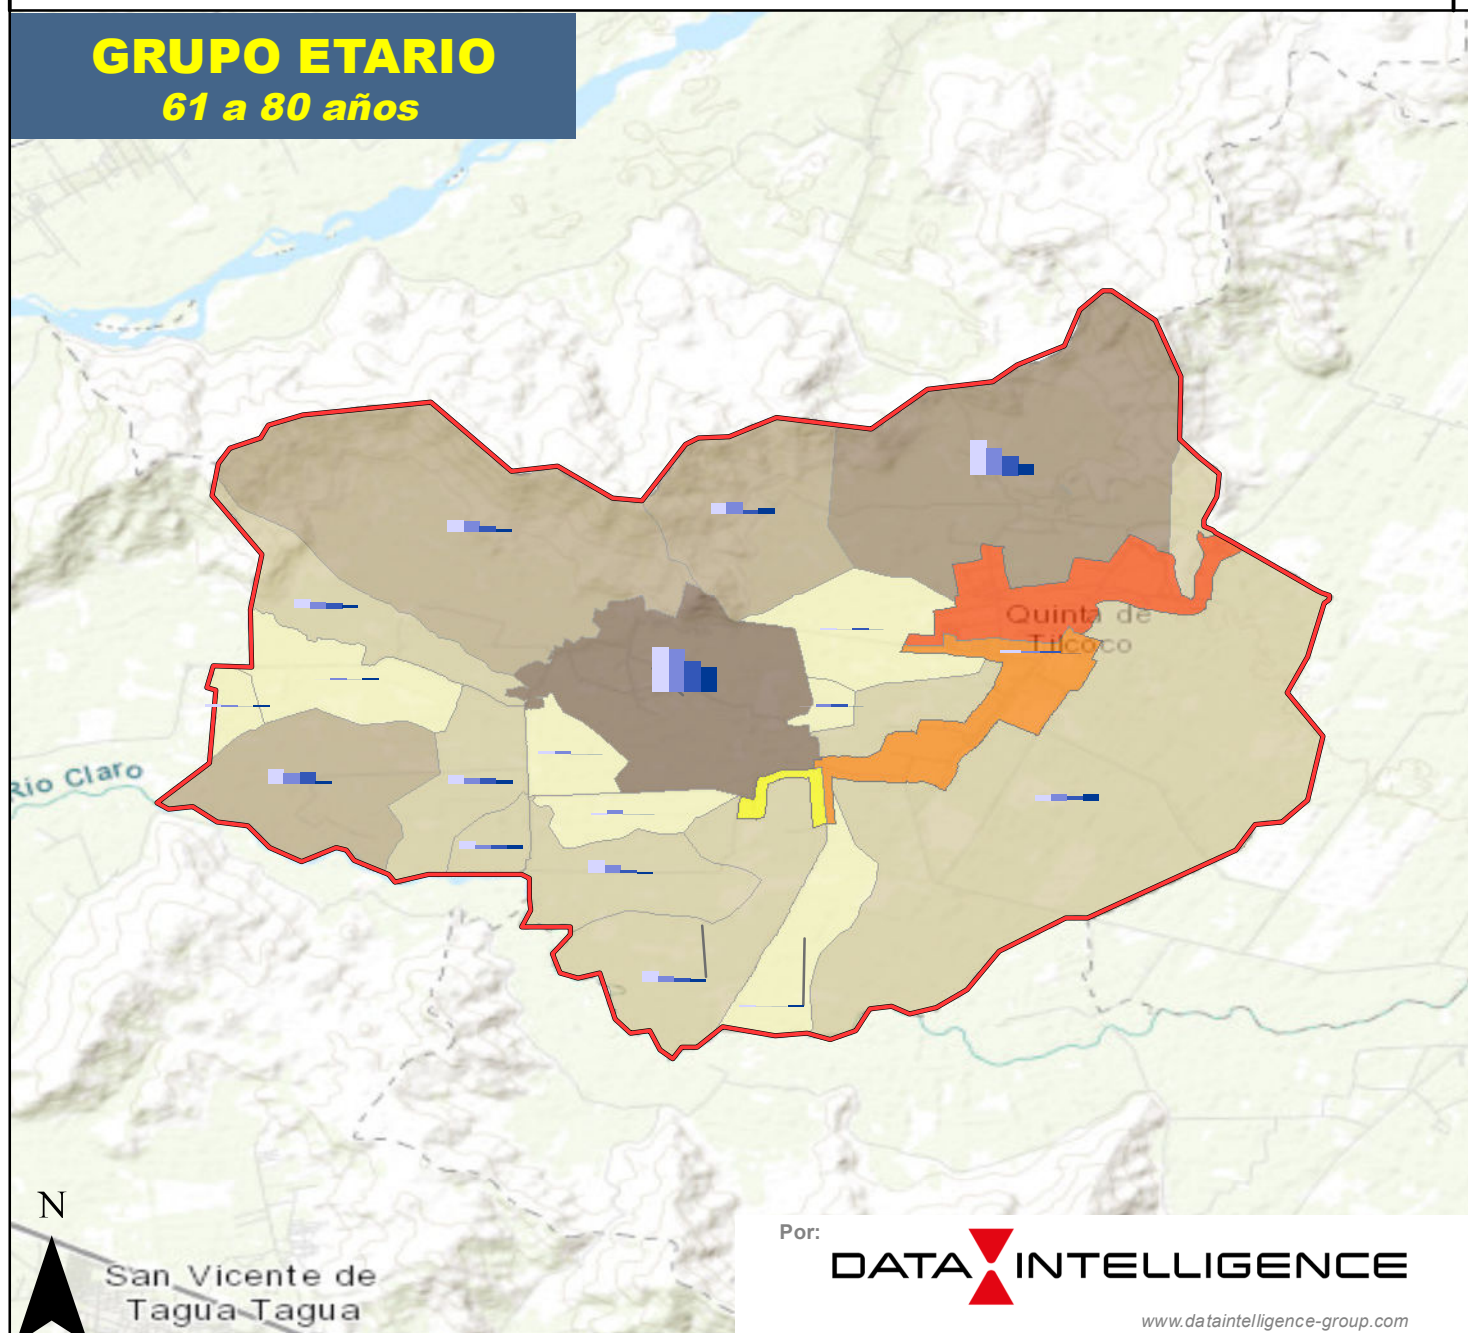 GRUPO ETARIO
61 a 80 años
Quinta de
Tilcoco
Rio Claro
N
Por:
DATA INTELLIGENCE
San Vicente de
Tagua Tagua
www.dataintelligence-group.com